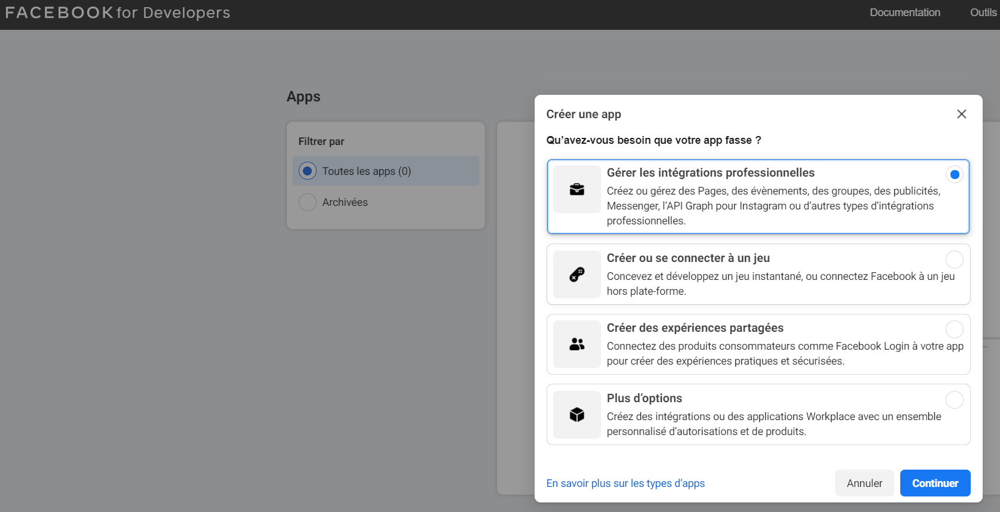 FACEBOOK for Developers
Documentation
Outils
Apps
Filtrer par
Toutes les apps (0)
Archivées
Créer une app
Qu’avez-vous besoin que votre app fasse ?
Gérer les intégrations professionnelles
Créez ou gérez des Pages, des évènements, des groupes, des publicités,
Messenger, l’API Graph pour Instagram ou d’autres types d’intégrations
professionnelles.
Créer ou se connecter à un jeu
Concevez et développez un jeu instantané, ou connectez Facebook à un jeu
hors plate-forme.
Créer des expériences partagées
Connectez des produits consommateurs comme Facebook Login à votre app
pour créer des expériences pratiques et sécurisées.
Plus d’options
Créez des intégrations ou des applications Workplace avec un ensemble
personnalisé d’autorisations et de produits.
En savoir plus sur les types d’apps
Annuler
Continuer